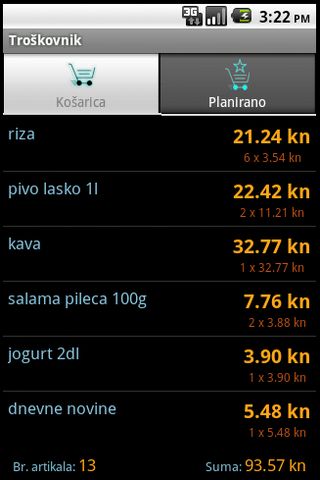 3G 3:22 PM
Troškovnik
Košarica Planirano
riza 21.24 kn
6 x 3.54 kn
pivo lasko 1l 22.42 kn
2 x 11.21 kn
kava 32.77 kn
1 x 32.77 kn
salama pileca 100g 7.76 kn
2 x 3.88 kn
jogurt 2dl 3.90 kn
1 x 3.90 kn
dnevne novine 5.48 kn
1 x 5.48 kn
Br. artikala: 13 Suma: 93.57 kn